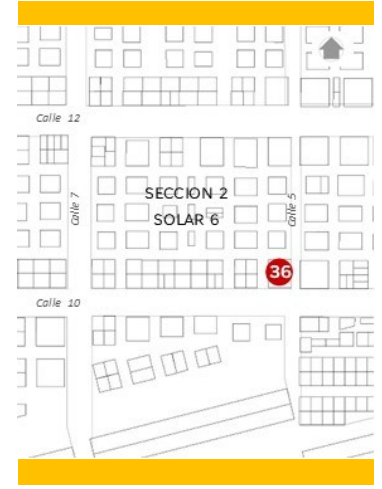 Calle 12
SECCION 2
Calle 7
Calle 5
SOLAR 6
36
Calle 10